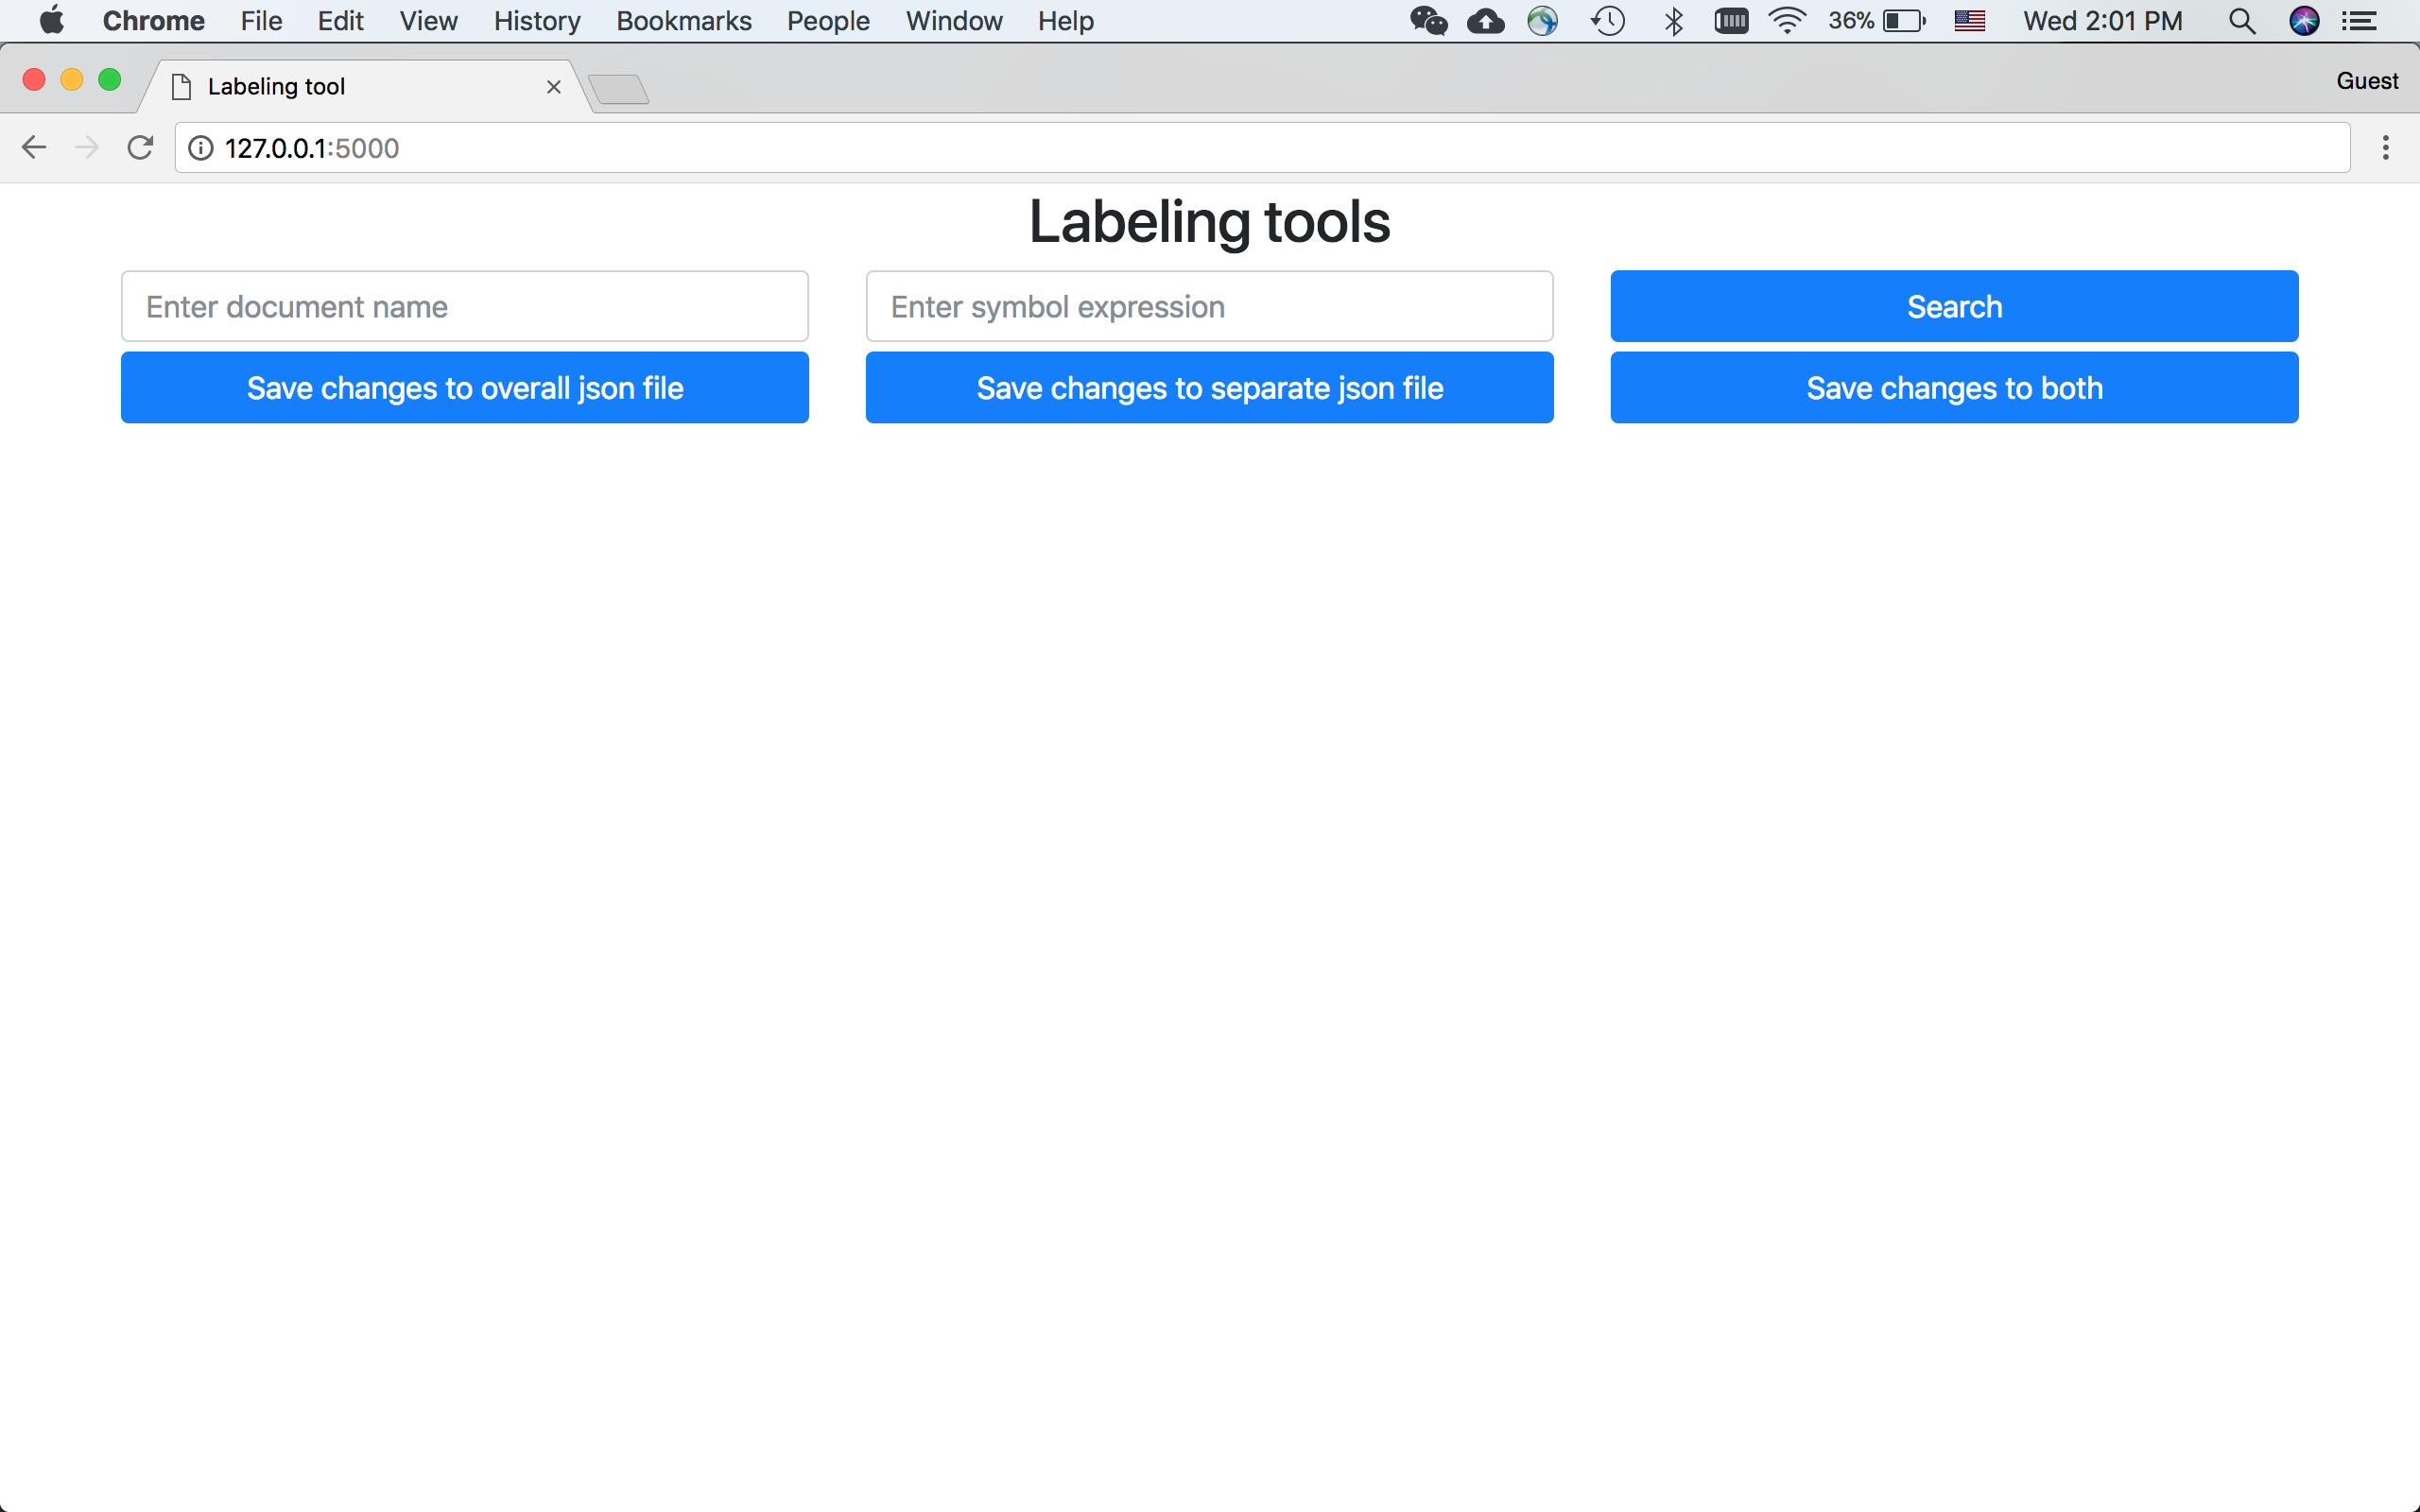 Chrome File Edit View History Bookmarks People Window Help 36% Wed 2:01 PM
Labeling tool Guest
127.0.0.1:5000
Labeling tools
Enter document name Enter symbol expression Search
Save changes to overall json file Save changes to separate json file Save changes to both